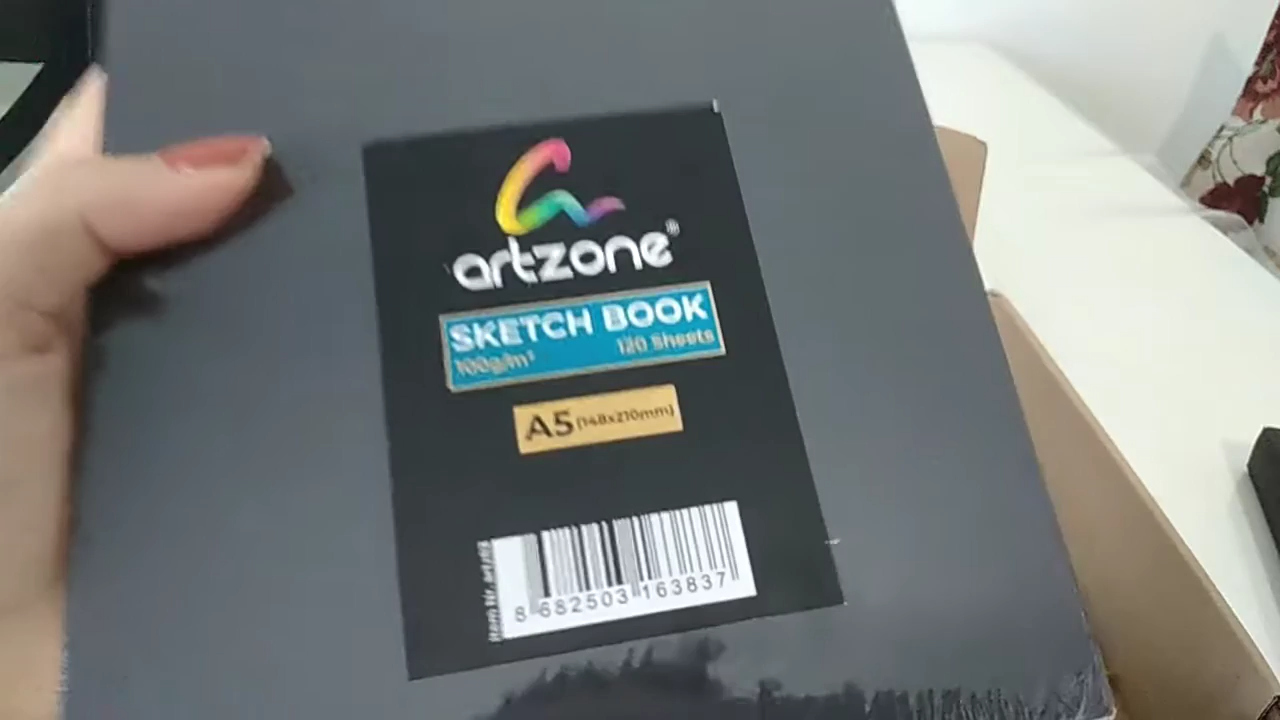 artzone®
SKETCH BOOK
100g/m² 120 Sheets
A5 (148x210mm)
8 682503 163837